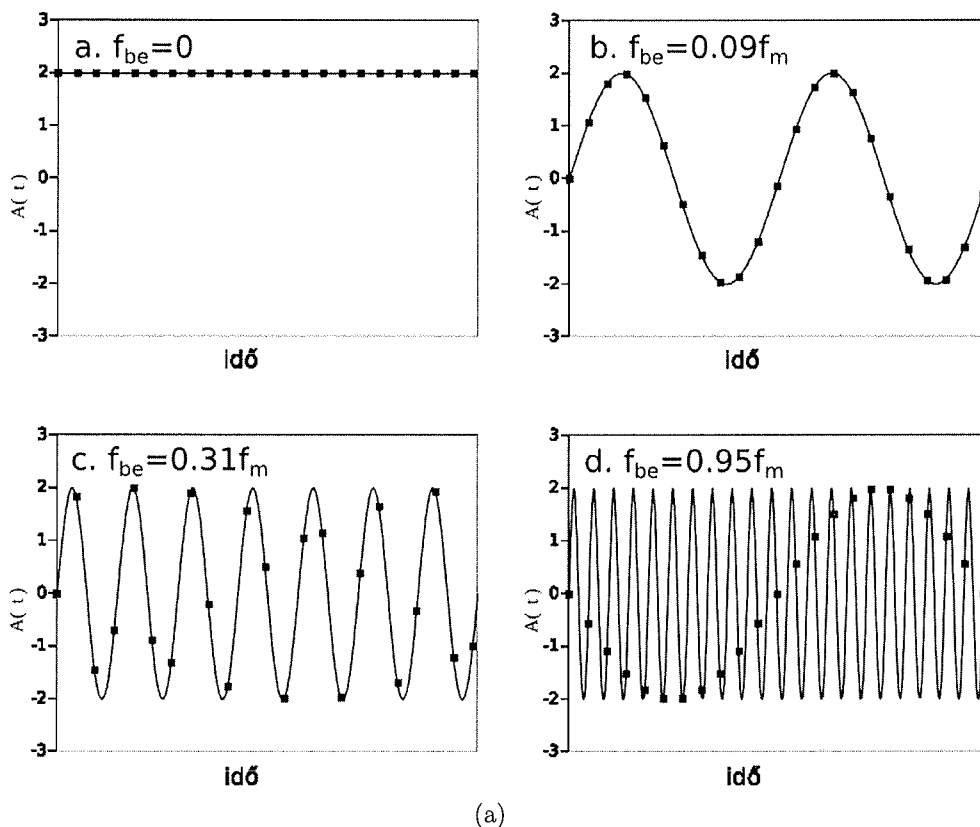 a. f_be=0
3
2
1
0
-1
-2
-3
A(t)
Idő
b. f_be=0.09f_m
3
2
1
0
-1
-2
-3
A(t)
Idő
c. f_be=0.31f_m
3
2
1
0
-1
-2
-3
A(t)
idő
d. f_be=0.95f_m
3
2
1
0
-1
-2
-3
A(t)
idő
(a)